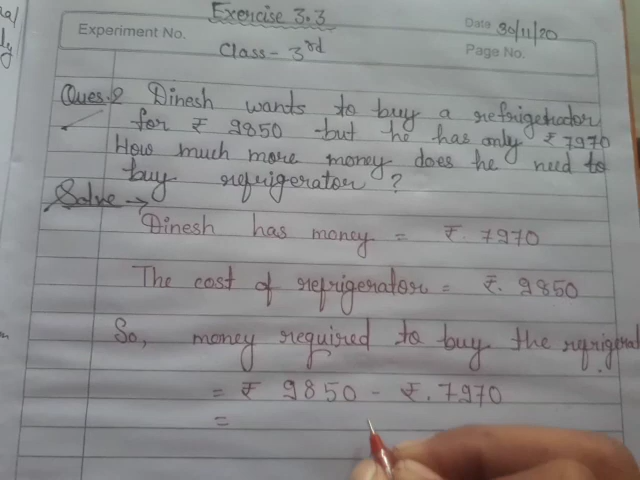 Exercise 3.3
Experiment No.
Date 30/11/20
Class - 3rd
Page No.
Ques. 2 Dinesh wants to buy a refrigerator
for ₹ 9850 but he has only ₹ 7970
How much more money does he need to
buy refrigerator?
Solve →
Dinesh has money = ₹. 7970
The cost of refrigerator = ₹. 9850
So, money required to buy the refrigerat
= ₹ 9850 - ₹. 7970
=